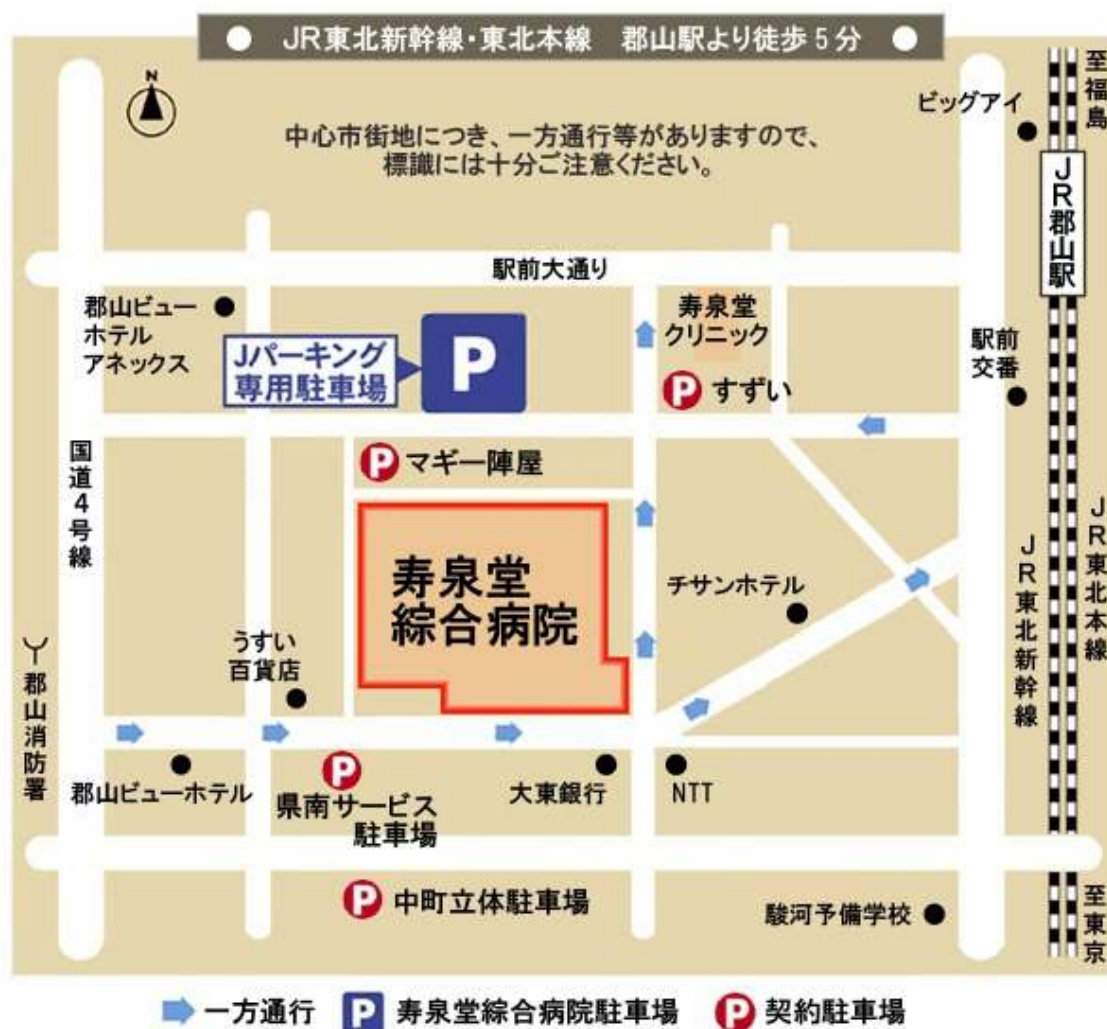 ● JR東北新幹線・東北本線 郡山駅より徒歩5分 ●
N
中心市街地につき、一方通行等がありますので、
標識には十分ご注意ください。
ビッグアイ
至福島
JR郡山駅
駅前大通り
郡山ビュー
ホテル
アネックス
Jパーキング
専用駐車場
P
寿泉堂
クリニック
P すずい
駅前
交番
国道4号線
P マギー陣屋
寿泉堂
綜合病院
チサンホテル
JR東北新幹線
JR東北本線
うすい
百貨店
郡山消防署
郡山ビューホテル
P
県南サービス
駐車場
大東銀行
NTT
P 中町立体駐車場
駿河予備学校
至東京
一方通行 P 寿泉堂綜合病院駐車場 P 契約駐車場